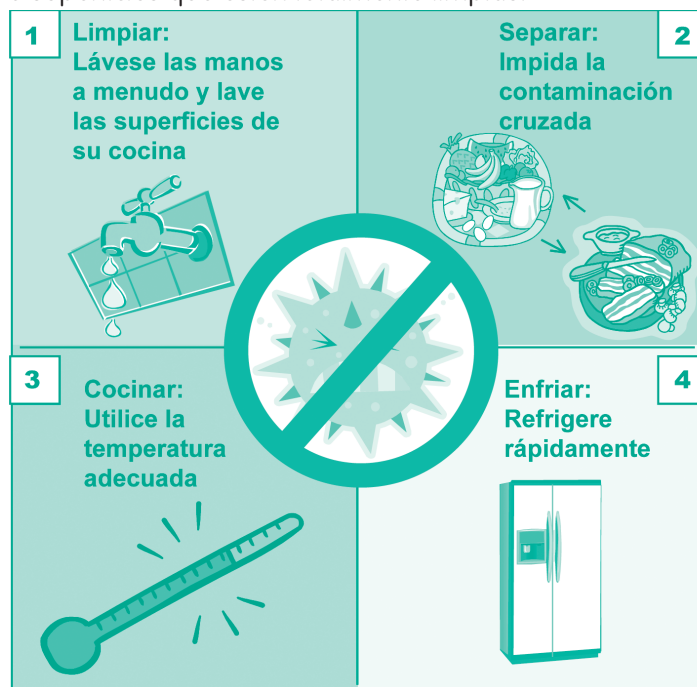 1
Limpiar:
Lávese las manos
a menudo y lave
las superficies de
su cocina
2
Separar:
Impida la
contaminación
cruzada
3
Cocinar:
Utilice la
temperatura
adecuada
4
Enfriar:
Refrigere
rápidamente